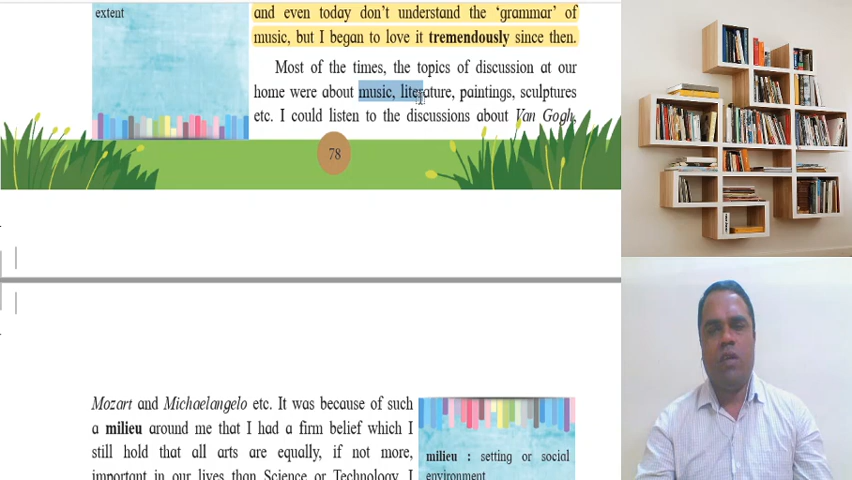 extent
and even today don't understand the 'grammar' of
music, but I began to love it tremendously since then.
Most of the times, the topics of discussion at our
home were about music, literature, paintings, sculptures
etc. I could listen to the discussions about Van Gogh,
78
Mozart and Michaelangelo etc. It was because of such
a milieu around me that I had a firm belief which I
still hold that all arts are equally, if not more,
important in our lives than Science or Technology. I
milieu : setting or social
environment